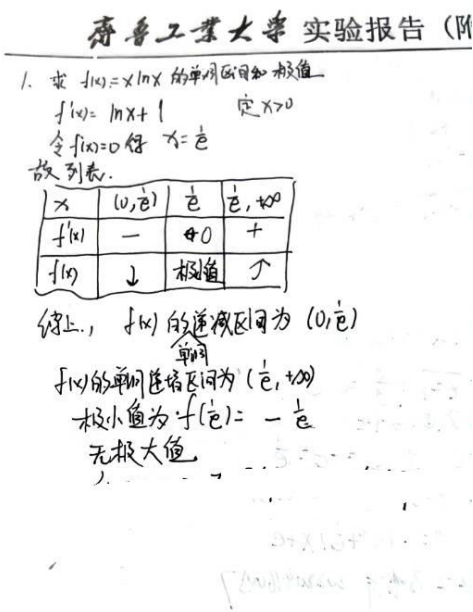 齐鲁工业大学 实验报告 (附
1. 求 f(x)=xlnx 的单调区间和极值
f'(x)= lnx+1 定 x>0
令 f'(x)=0 得 x=1/e
故列表.
x (0,1/e) 1/e 1/e,+∞
f'(x) − 0 +
f(x) ↓ 极值 ↑
综上., f(x) 的单调递减区间为 (0,1/e)
f(x)的单调递增区间为 (1/e,+∞)
极小值为 f(1/e)= −1/e
无极大值